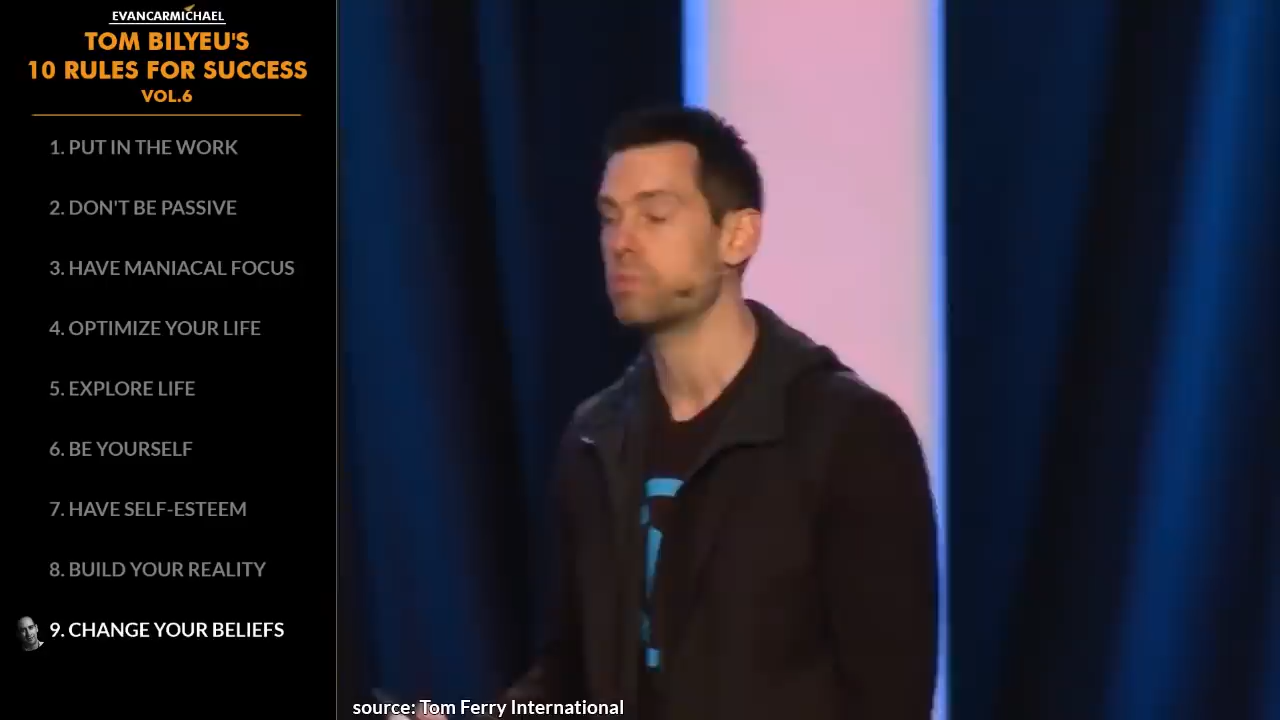 EVANCARMICHAEL
TOM BILYEU'S
10 RULES FOR SUCCESS
VOL.6
1. PUT IN THE WORK
2. DON'T BE PASSIVE
3. HAVE MANIACAL FOCUS
4. OPTIMIZE YOUR LIFE
5. EXPLORE LIFE
6. BE YOURSELF
7. HAVE SELF-ESTEEM
8. BUILD YOUR REALITY
9. CHANGE YOUR BELIEFS
source: Tom Ferry International